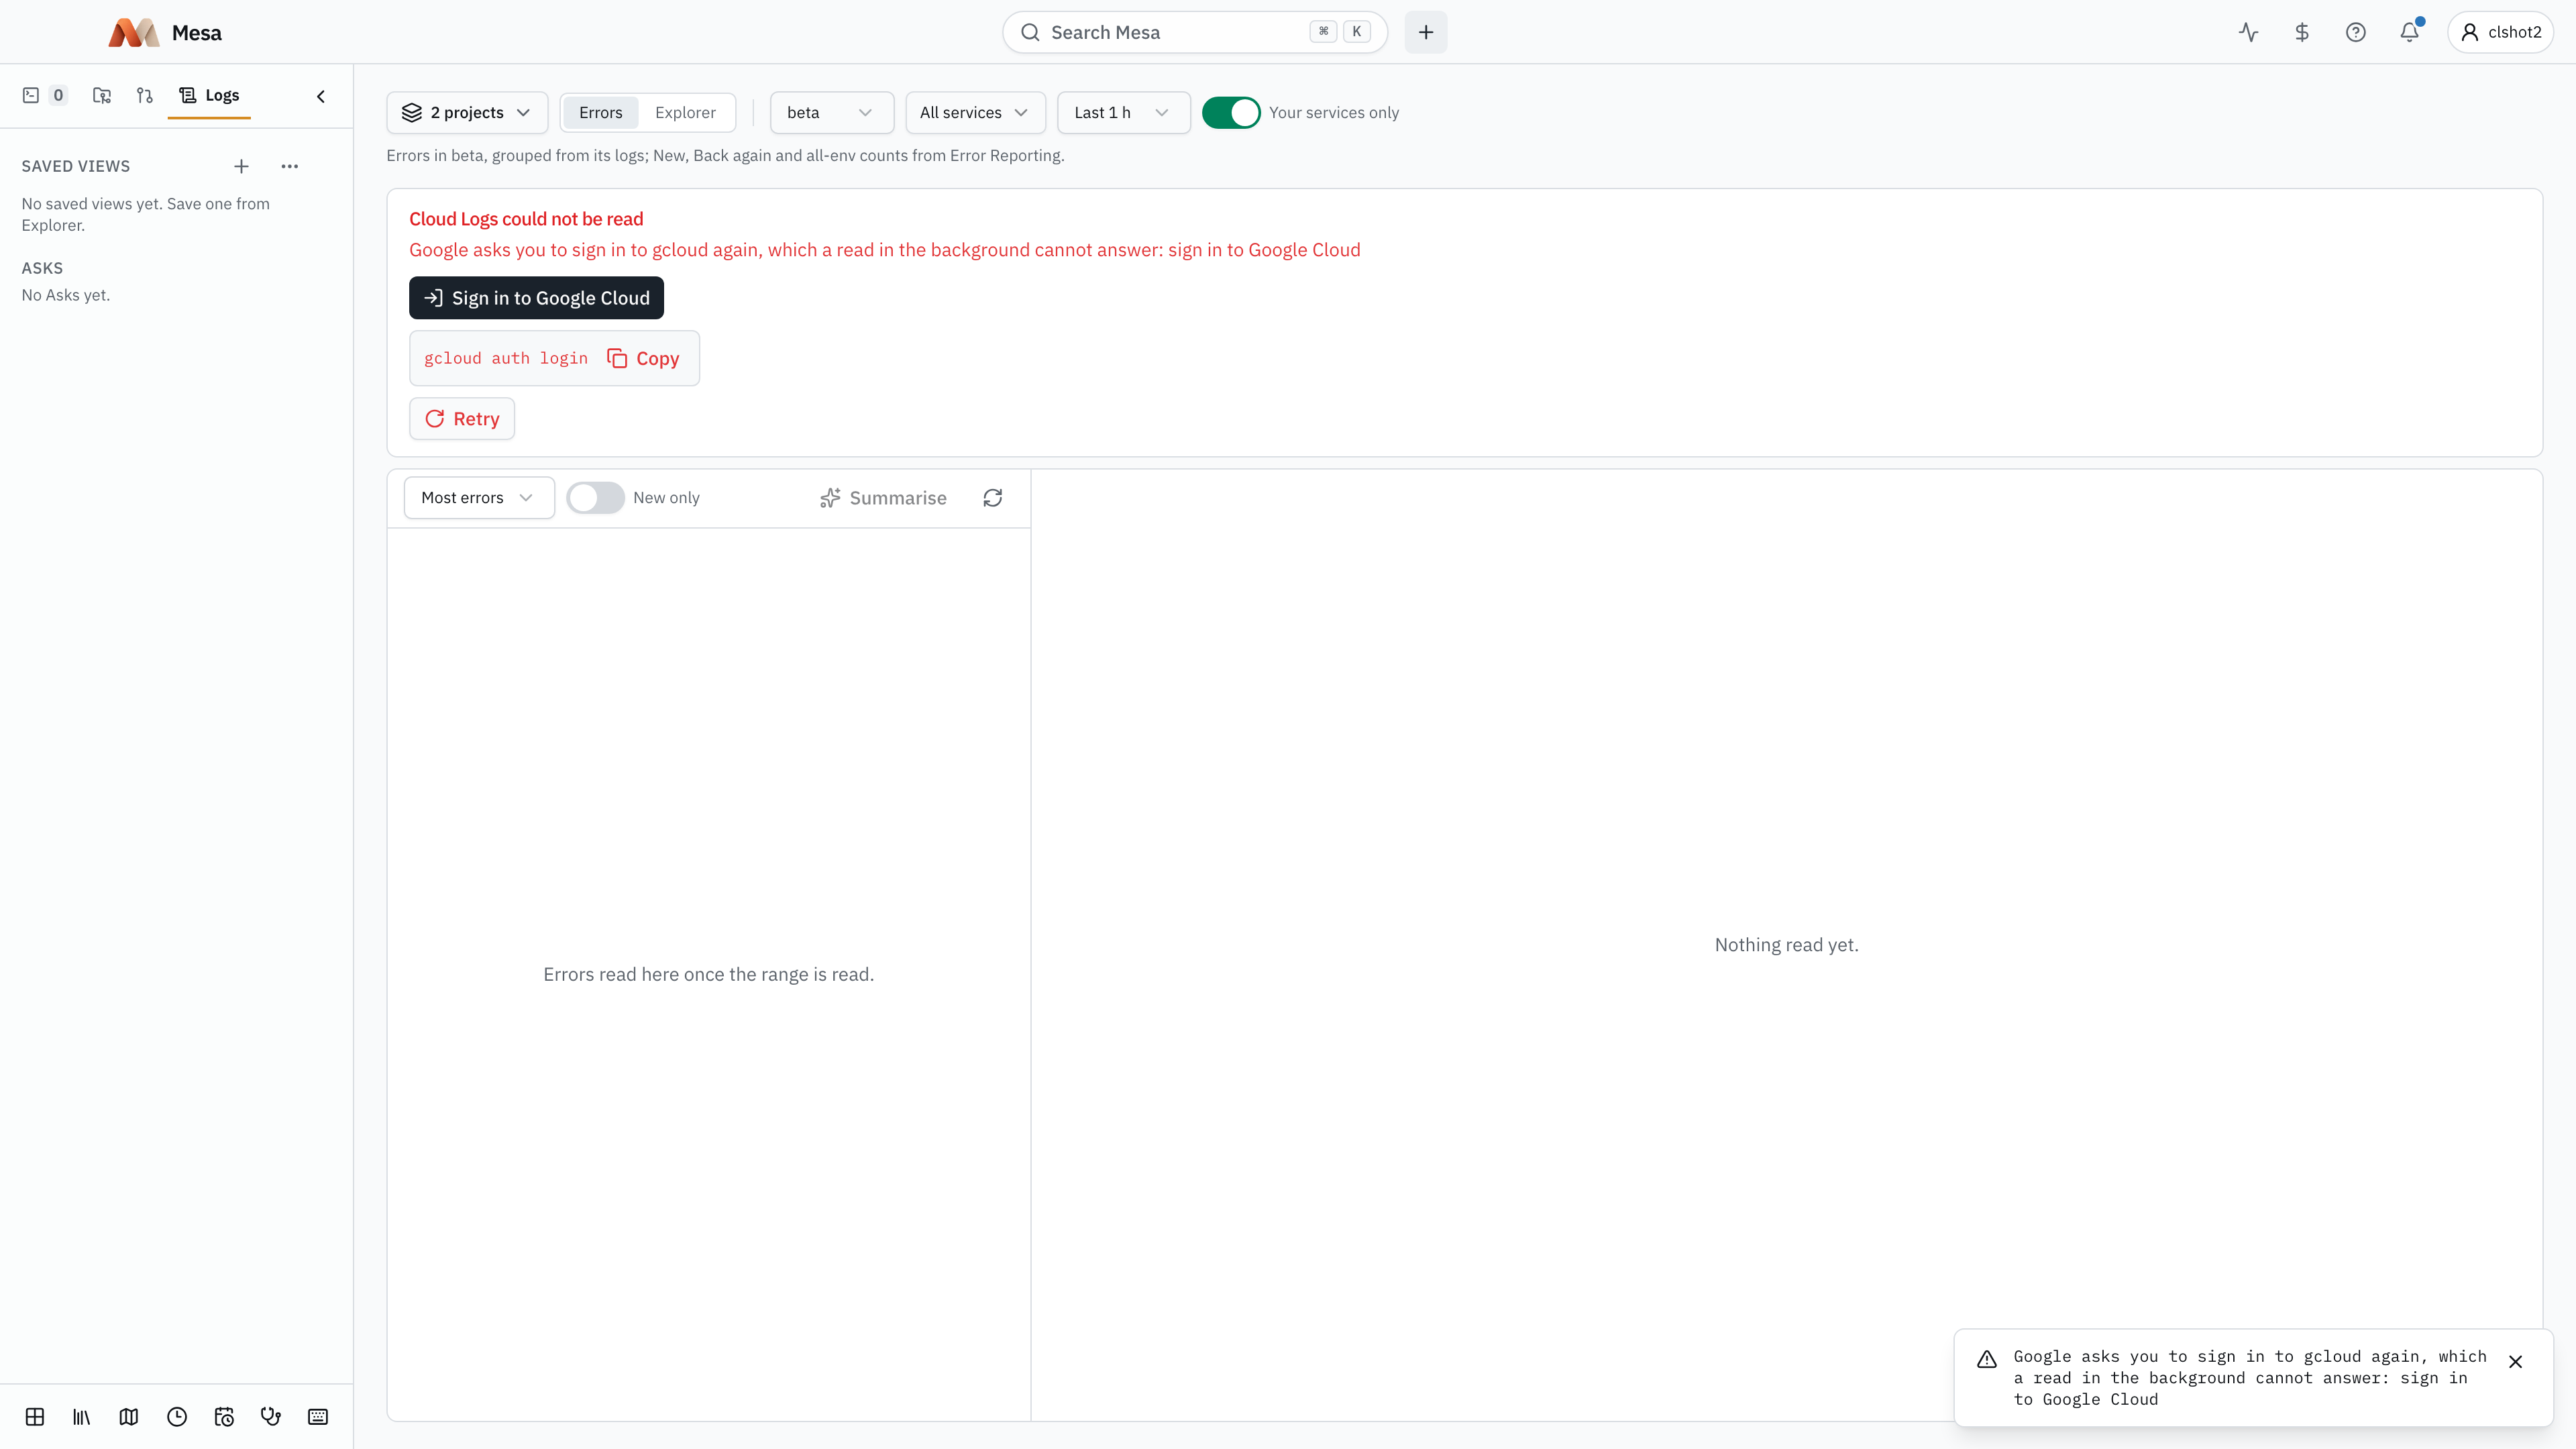 Mesa
Search Mesa
⌘ K
clshot2
0
Logs
2 projects
Errors
Explorer
beta
All services
Last 1 h
Your services only
Errors in beta, grouped from its logs; New, Back again and all-env counts from Error Reporting.
SAVED VIEWS
No saved views yet. Save one from
Explorer.
ASKS
No Asks yet.
Cloud Logs could not be read
Google asks you to sign in to gcloud again, which a read in the background cannot answer: sign in to Google Cloud
Sign in to Google Cloud
gcloud auth login
Copy
Retry
Most errors
New only
Summarise
Errors read here once the range is read.
Nothing read yet.
Google asks you to sign in to gcloud again, which
a read in the background cannot answer: sign in
to Google Cloud